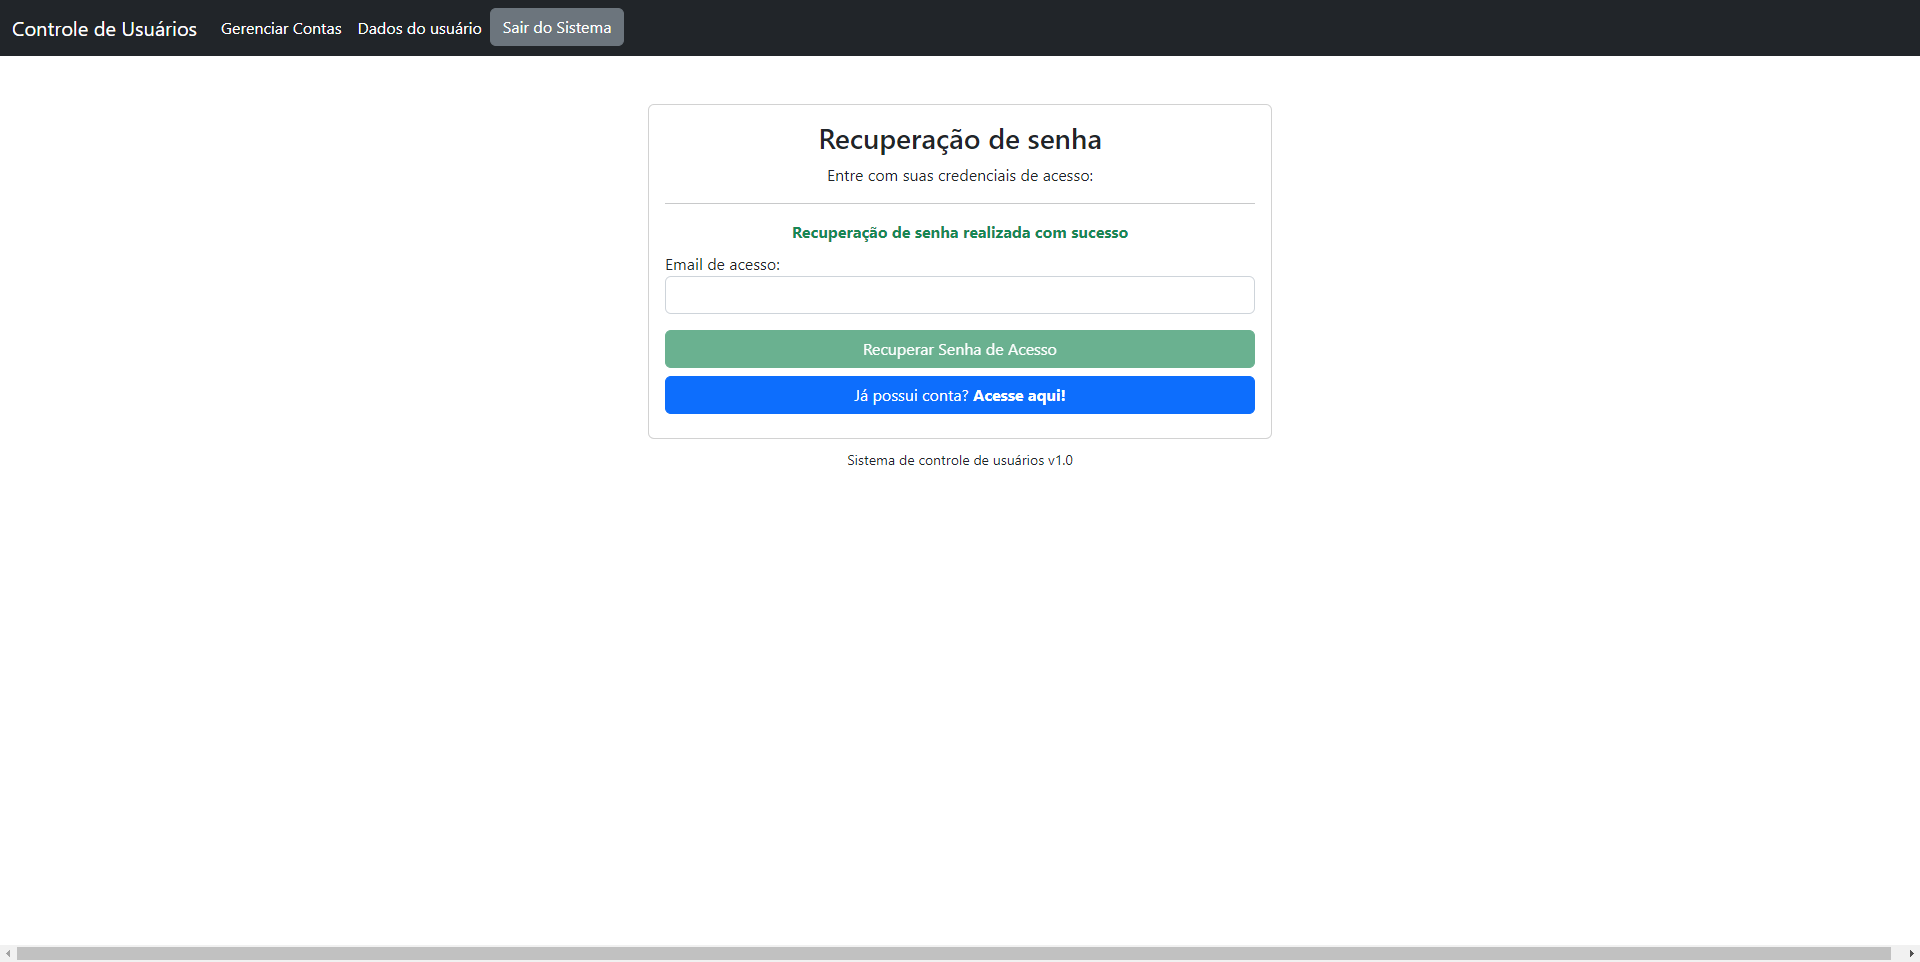 Controle de Usuários Gerenciar Contas Dados do usuário Sair do Sistema
Recuperação de senha
Entre com suas credenciais de acesso:
Recuperação de senha realizada com sucesso
Email de acesso:
Recuperar Senha de Acesso
Já possui conta? Acesse aqui!
Sistema de controle de usuários v1.0